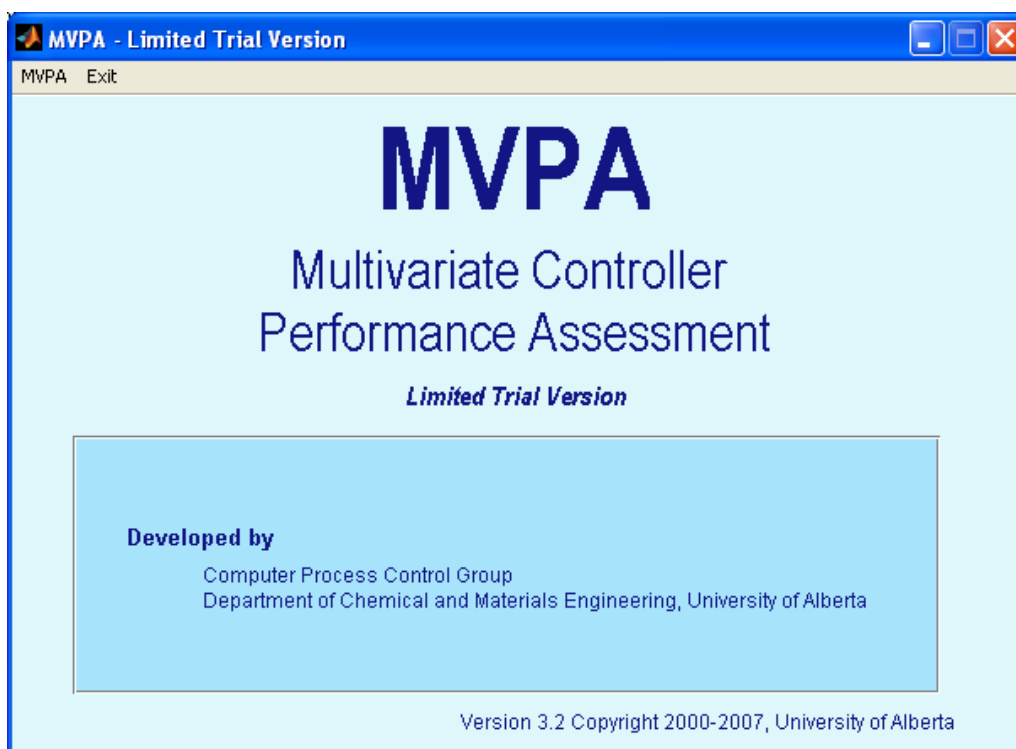 MVPA - Limited Trial Version
MVPA Exit
MVPA
Multivariate Controller
Performance Assessment
Limited Trial Version
Developed by
Computer Process Control Group
Department of Chemical and Materials Engineering, University of Alberta
Version 3.2 Copyright 2000-2007, University of Alberta